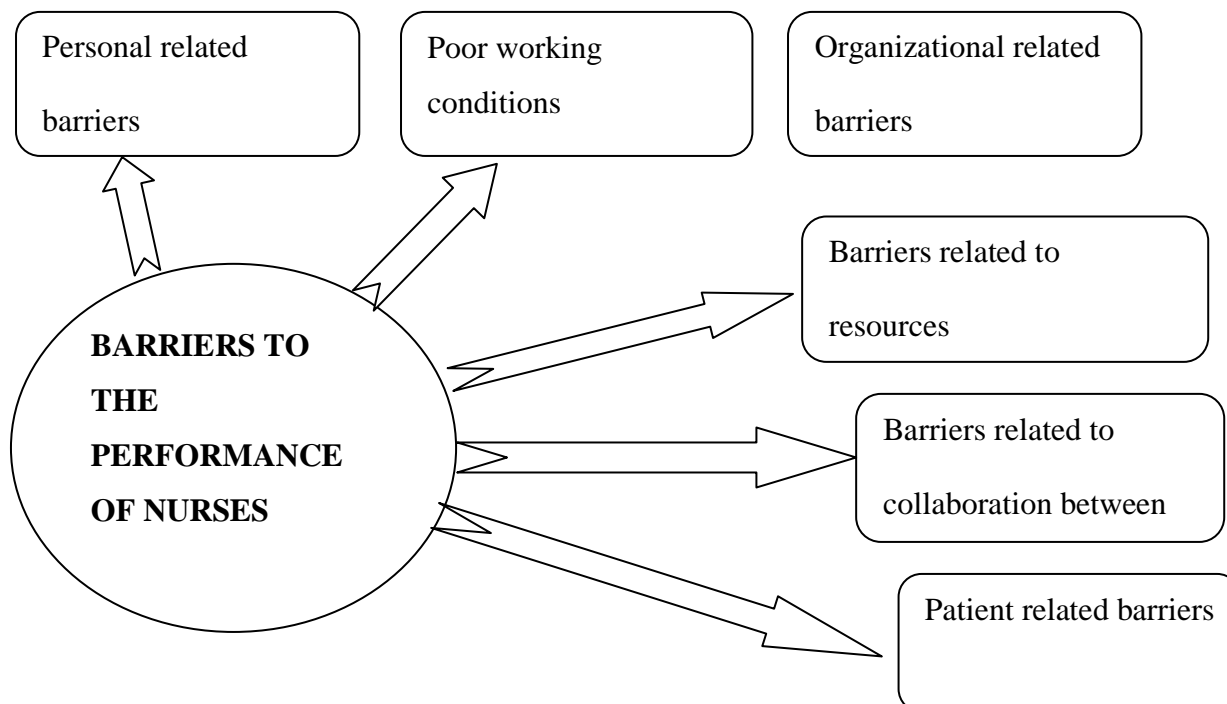 Personal related
barriers
Poor working
conditions
Organizational related
barriers
Barriers related to
resources
BARRIERS TO
THE
PERFORMANCE
OF NURSES
Barriers related to
collaboration between
Patient related barriers